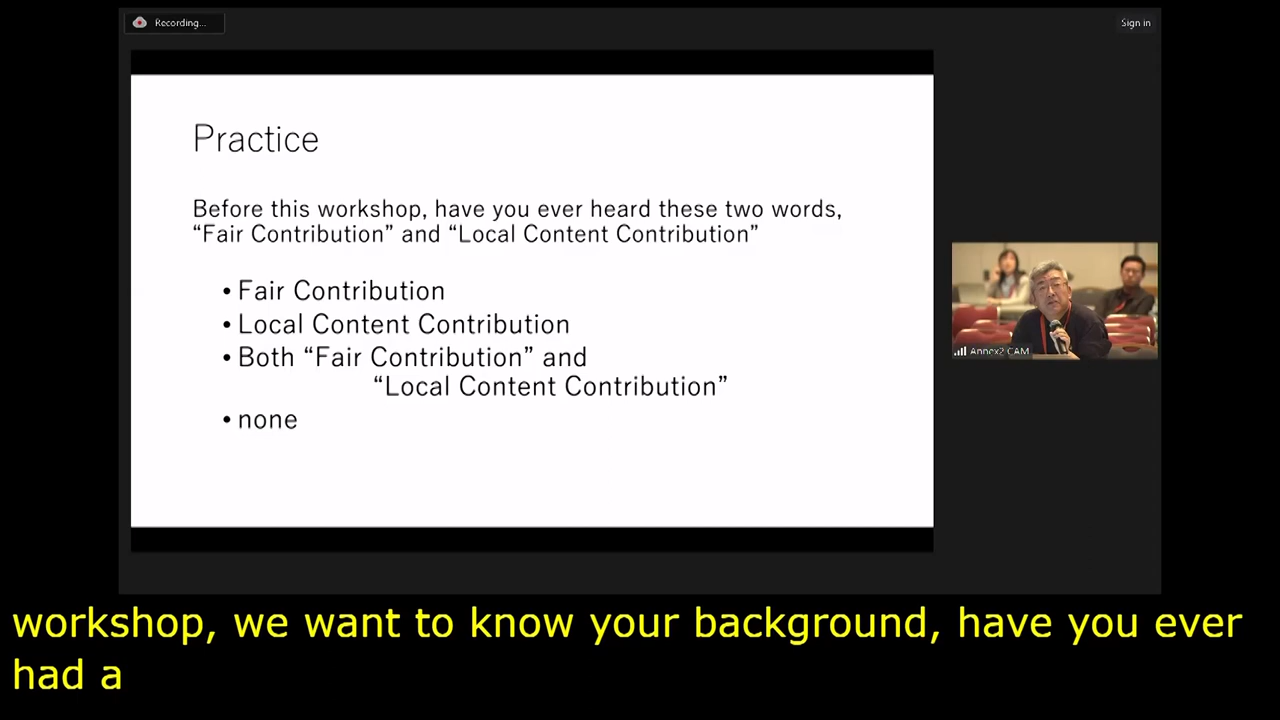 Recording...
Sign in
Practice
Before this workshop, have you ever heard these two words,
“Fair Contribution” and “Local Content Contribution”
• Fair Contribution
• Local Content Contribution
• Both “Fair Contribution” and
“Local Content Contribution”
• none
Annex2 CAM
workshop, we want to know your background, have you ever
had a